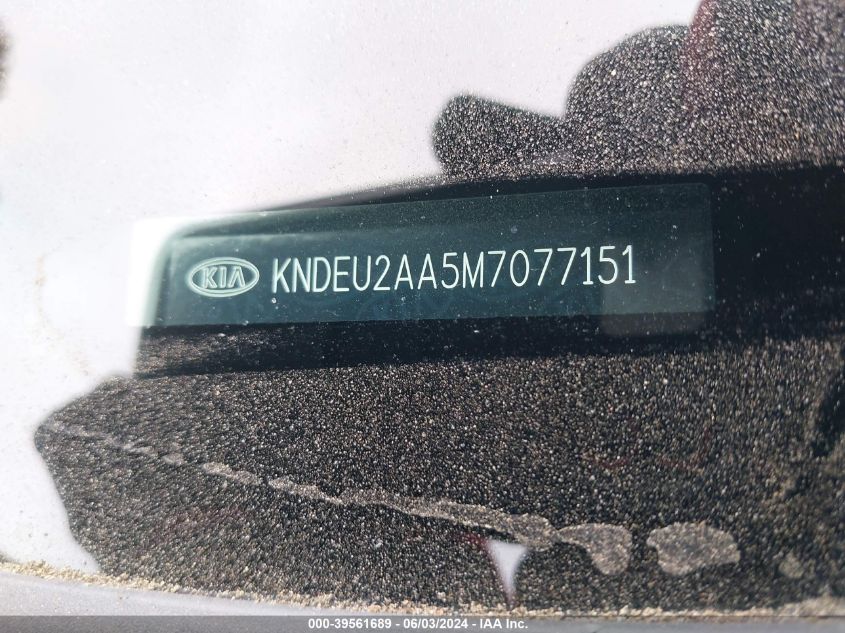 KIA KNDEU2AA5M7077151
000-39561689 / 06/03/2024 - IAA Inc.